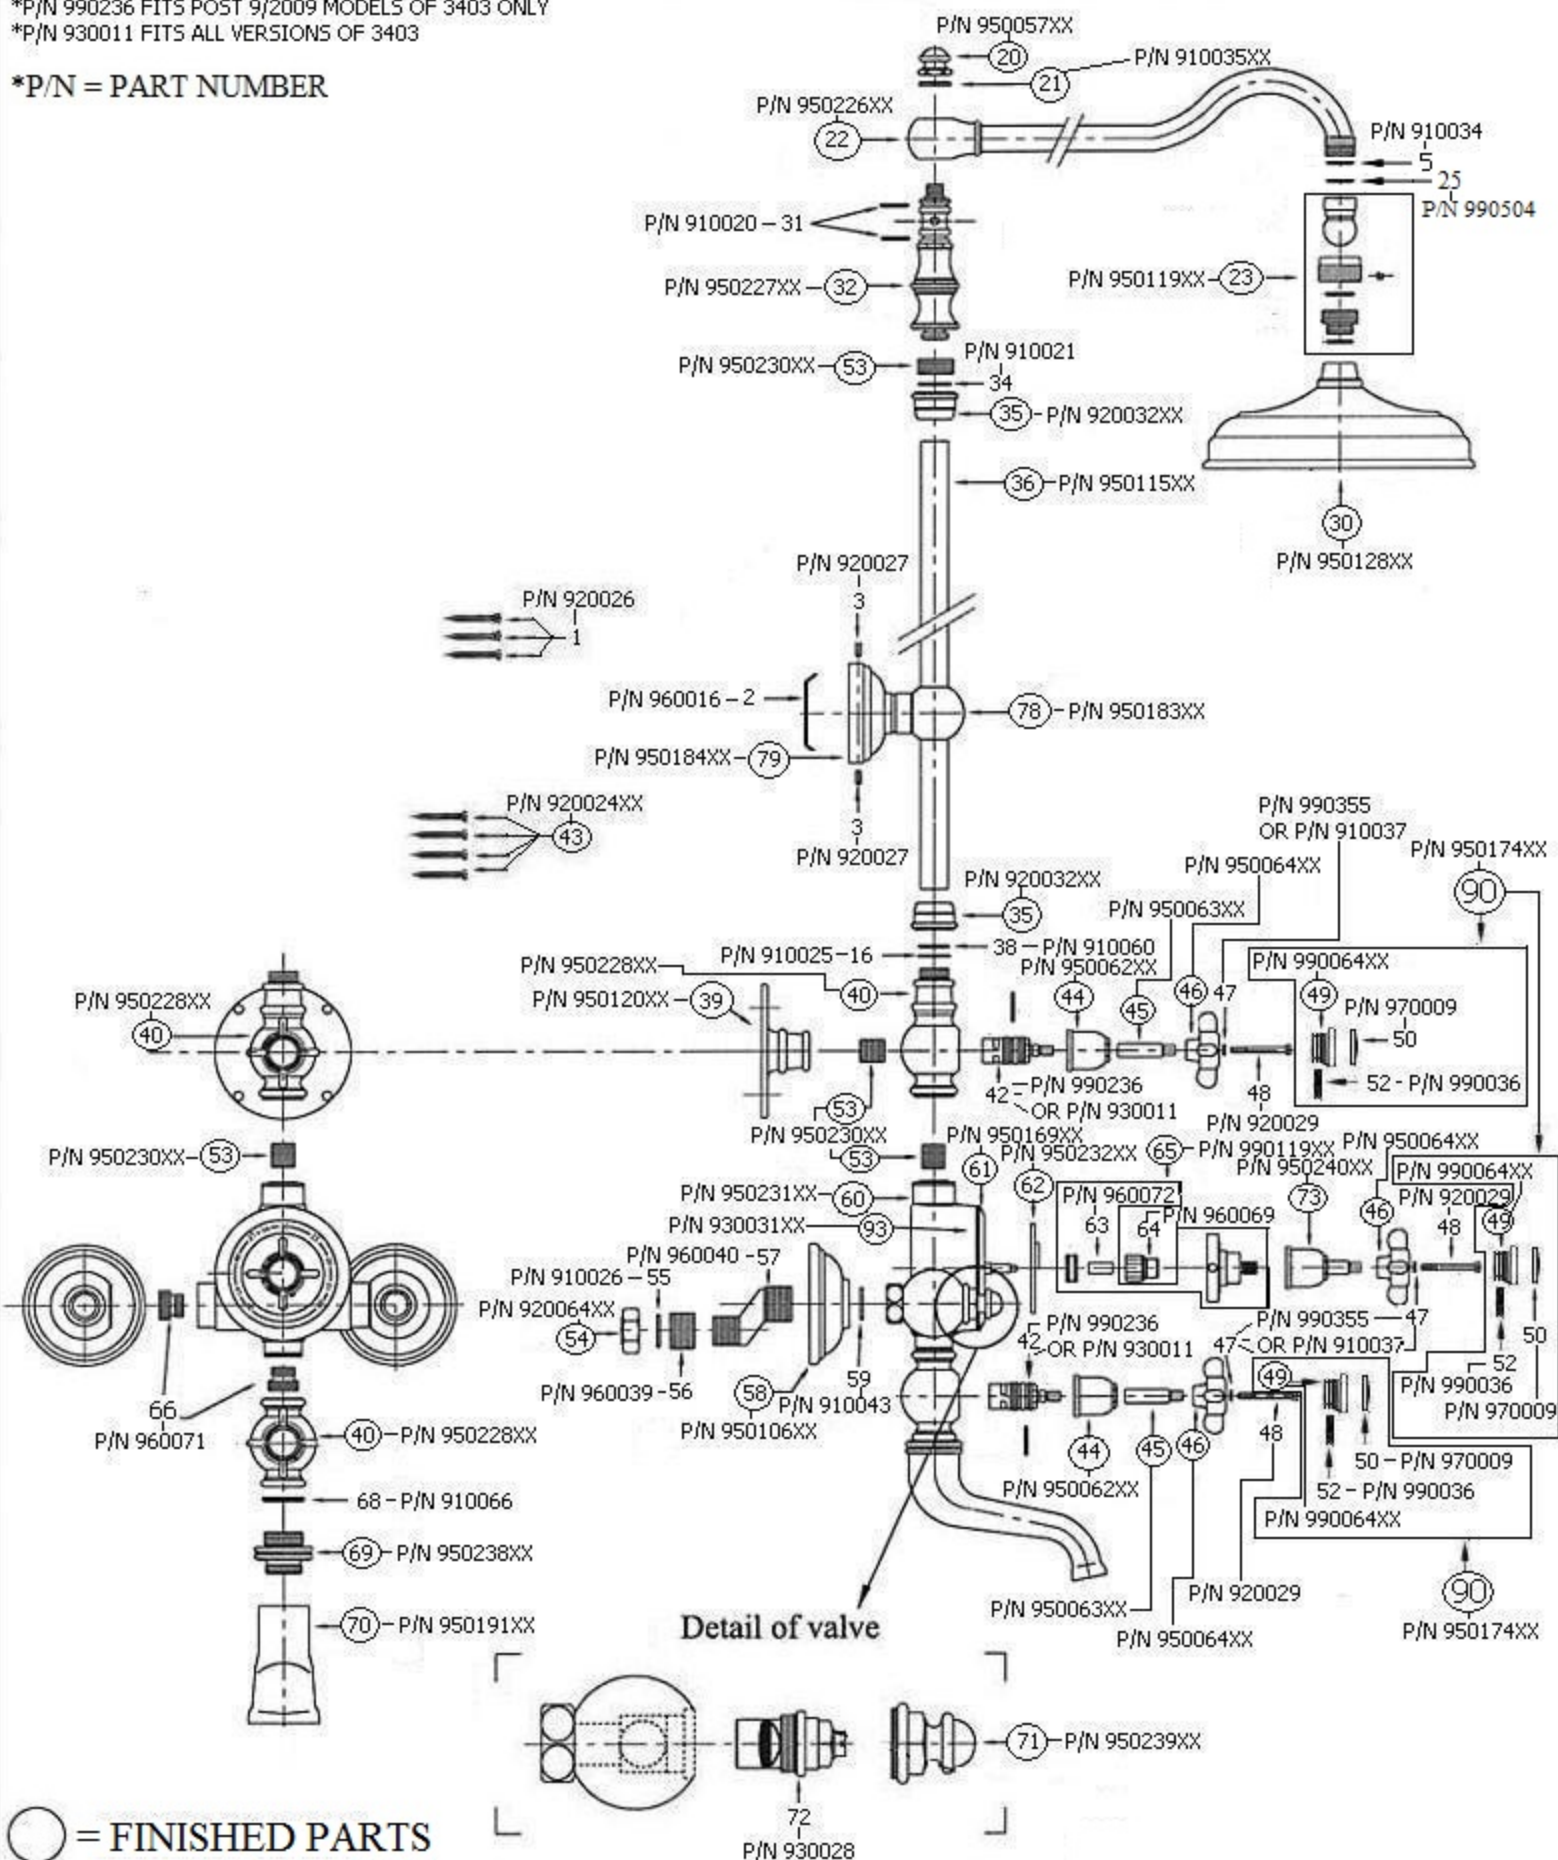 *P/N 990236 FITS POST 9/2009 MODELS OF 3403 ONLY
*P/N 930011 FITS ALL VERSIONS OF 3403
*P/N = PART NUMBER
P/N 950057XX
20
21
P/N 910035XX
P/N 950226XX
22
P/N 910034
5
25
P/N 990504
P/N 910020-31
P/N 950227XX-32
P/N 950119XX-23
P/N 950230XX-53
P/N 910021
34
35-P/N 920032XX
36-P/N 950115XX
30
P/N 950128XX
P/N 920027
3
P/N 920026
1
P/N 960016-2
78-P/N 950183XX
P/N 950184XX-79
3
P/N 920027
P/N 920024XX
43
P/N 990355
OR P/N 910037
P/N 950174XX
90
P/N 950064XX
P/N 950063XX
P/N 920032XX
35
P/N 910025-16
38-P/N 910060
P/N 950062XX
P/N 950228XX
40
P/N 950120XX-39
44
45
46
47
P/N 990064XX
49
P/N 970009
50
52-P/N 990036
48
P/N 920029
42-P/N 990236
OR P/N 930011
P/N 950228XX
40
53
P/N 950230XX
53
P/N 950230XX-53
P/N 950169XX
61
P/N 950232XX
62
65-P/N 990119XX
P/N 950240XX
73
P/N 950064XX
46
P/N 990064XX
P/N 920029
48
49
P/N 950231XX-60
P/N 930031XX-93
P/N 960072
63
64
P/N 960069
P/N 960040-57
P/N 910026-55
P/N 920064XX
54
P/N 960039-56
58
P/N 950106XX
59
P/N 910043
42
P/N 990236
OR P/N 930011
P/N 990355
OR P/N 910037
47
47
52
P/N 990036
50
P/N 970009
66
P/N 960071
40-P/N 950228XX
44
P/N 950062XX
45
46
49
48
50-P/N 970009
52-P/N 990036
P/N 990064XX
68-P/N 910066
69-P/N 950238XX
70-P/N 950191XX
P/N 920029
P/N 950063XX
P/N 950064XX
90
P/N 950174XX
Detail of valve
71-P/N 950239XX
72
P/N 930028
= FINISHED PARTS